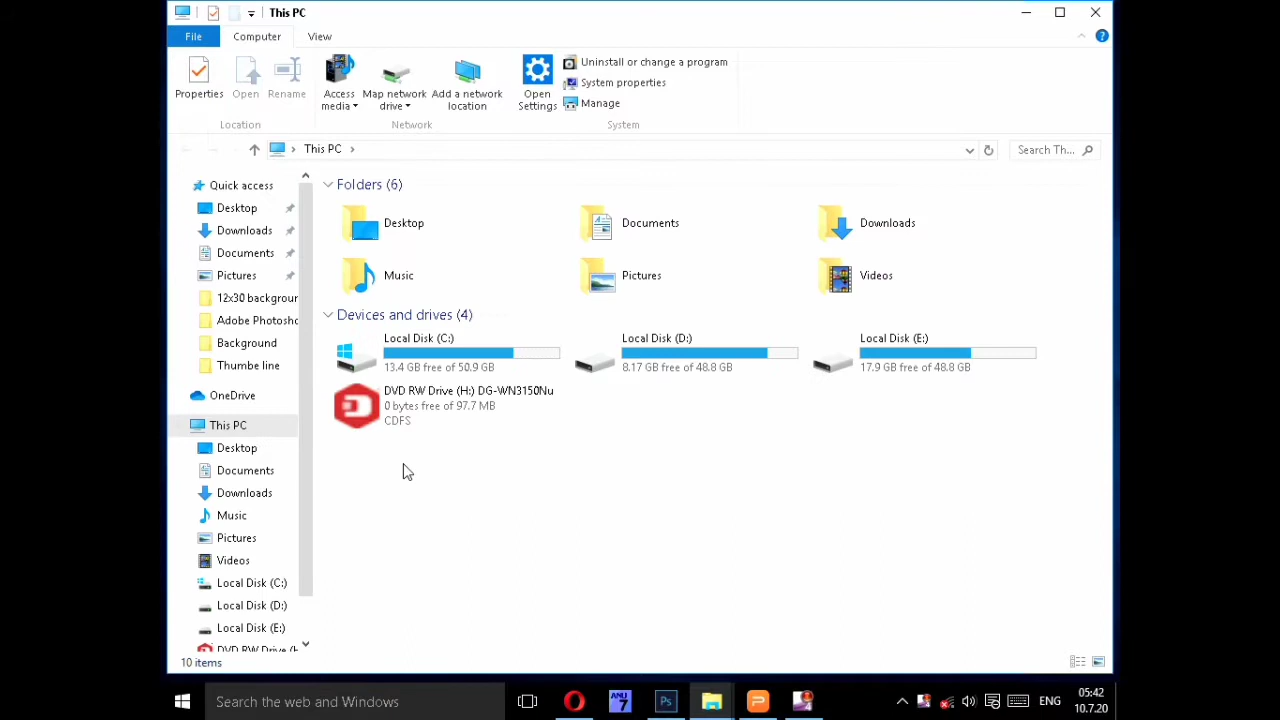 This PC
File
Computer
View
Properties
Open
Rename
Access media
Map network drive
Add a network location
Open Settings
Uninstall or change a program
System properties
Manage
Location
Network
System
This PC
Search Th...
Quick access
Desktop
Downloads
Documents
Pictures
12x30 backgrour
Adobe Photosho
Background
Thumbe line
OneDrive
This PC
Desktop
Documents
Downloads
Music
Pictures
Videos
Local Disk (C:)
Local Disk (D:)
Local Disk (E:)
DVD RW Drive (H
Folders (6)
Desktop
Documents
Downloads
Music
Pictures
Videos
Devices and drives (4)
Local Disk (C:)
13.4 GB free of 50.9 GB
Local Disk (D:)
8.17 GB free of 48.8 GB
Local Disk (E:)
17.9 GB free of 48.8 GB
DVD RW Drive (H:) DG-WN3150Nu
0 bytes free of 97.7 MB
CDFS
10 items
Search the web and Windows
ANU 7
Ps
ENG
05:42
10.7.20